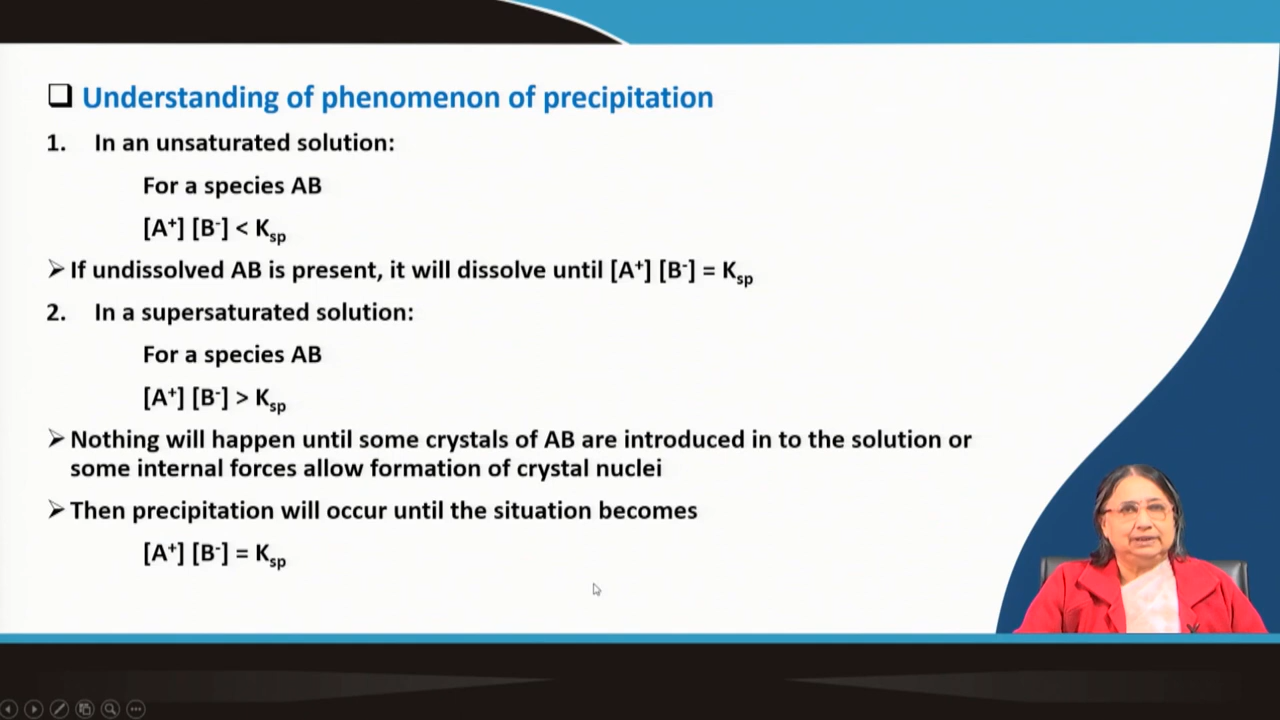 ❑ Understanding of phenomenon of precipitation
1. In an unsaturated solution:
For a species AB
[A⁺] [B⁻] < Kₛₚ
➢ If undissolved AB is present, it will dissolve until [A⁺] [B⁻] = Kₛₚ
2. In a supersaturated solution:
For a species AB
[A⁺] [B⁻] > Kₛₚ
➢ Nothing will happen until some crystals of AB are introduced in to the solution or
some internal forces allow formation of crystal nuclei
➢ Then precipitation will occur until the situation becomes
[A⁺] [B⁻] = Kₛₚ